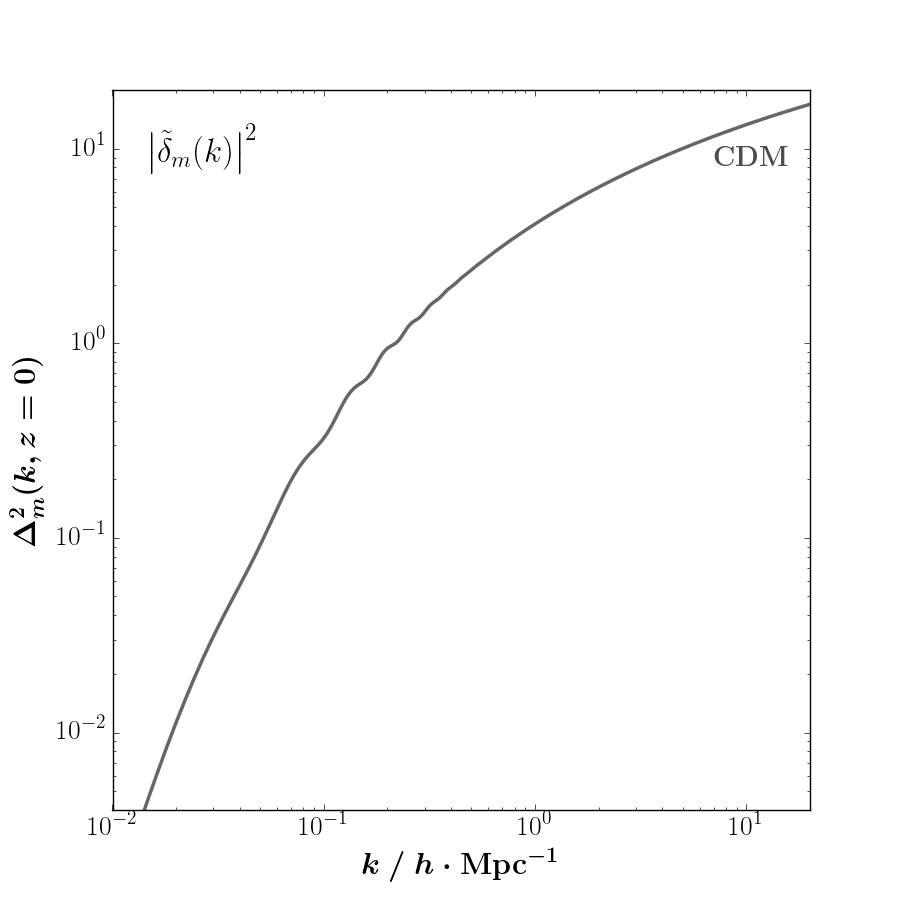 |δ̃ₘ(k)|²
CDM
10¹
10⁰
10⁻¹
10⁻²
Δ²ₘ(k, z = 0)
10⁻² 10⁻¹ 10⁰ 10¹
k / h · Mpc⁻¹